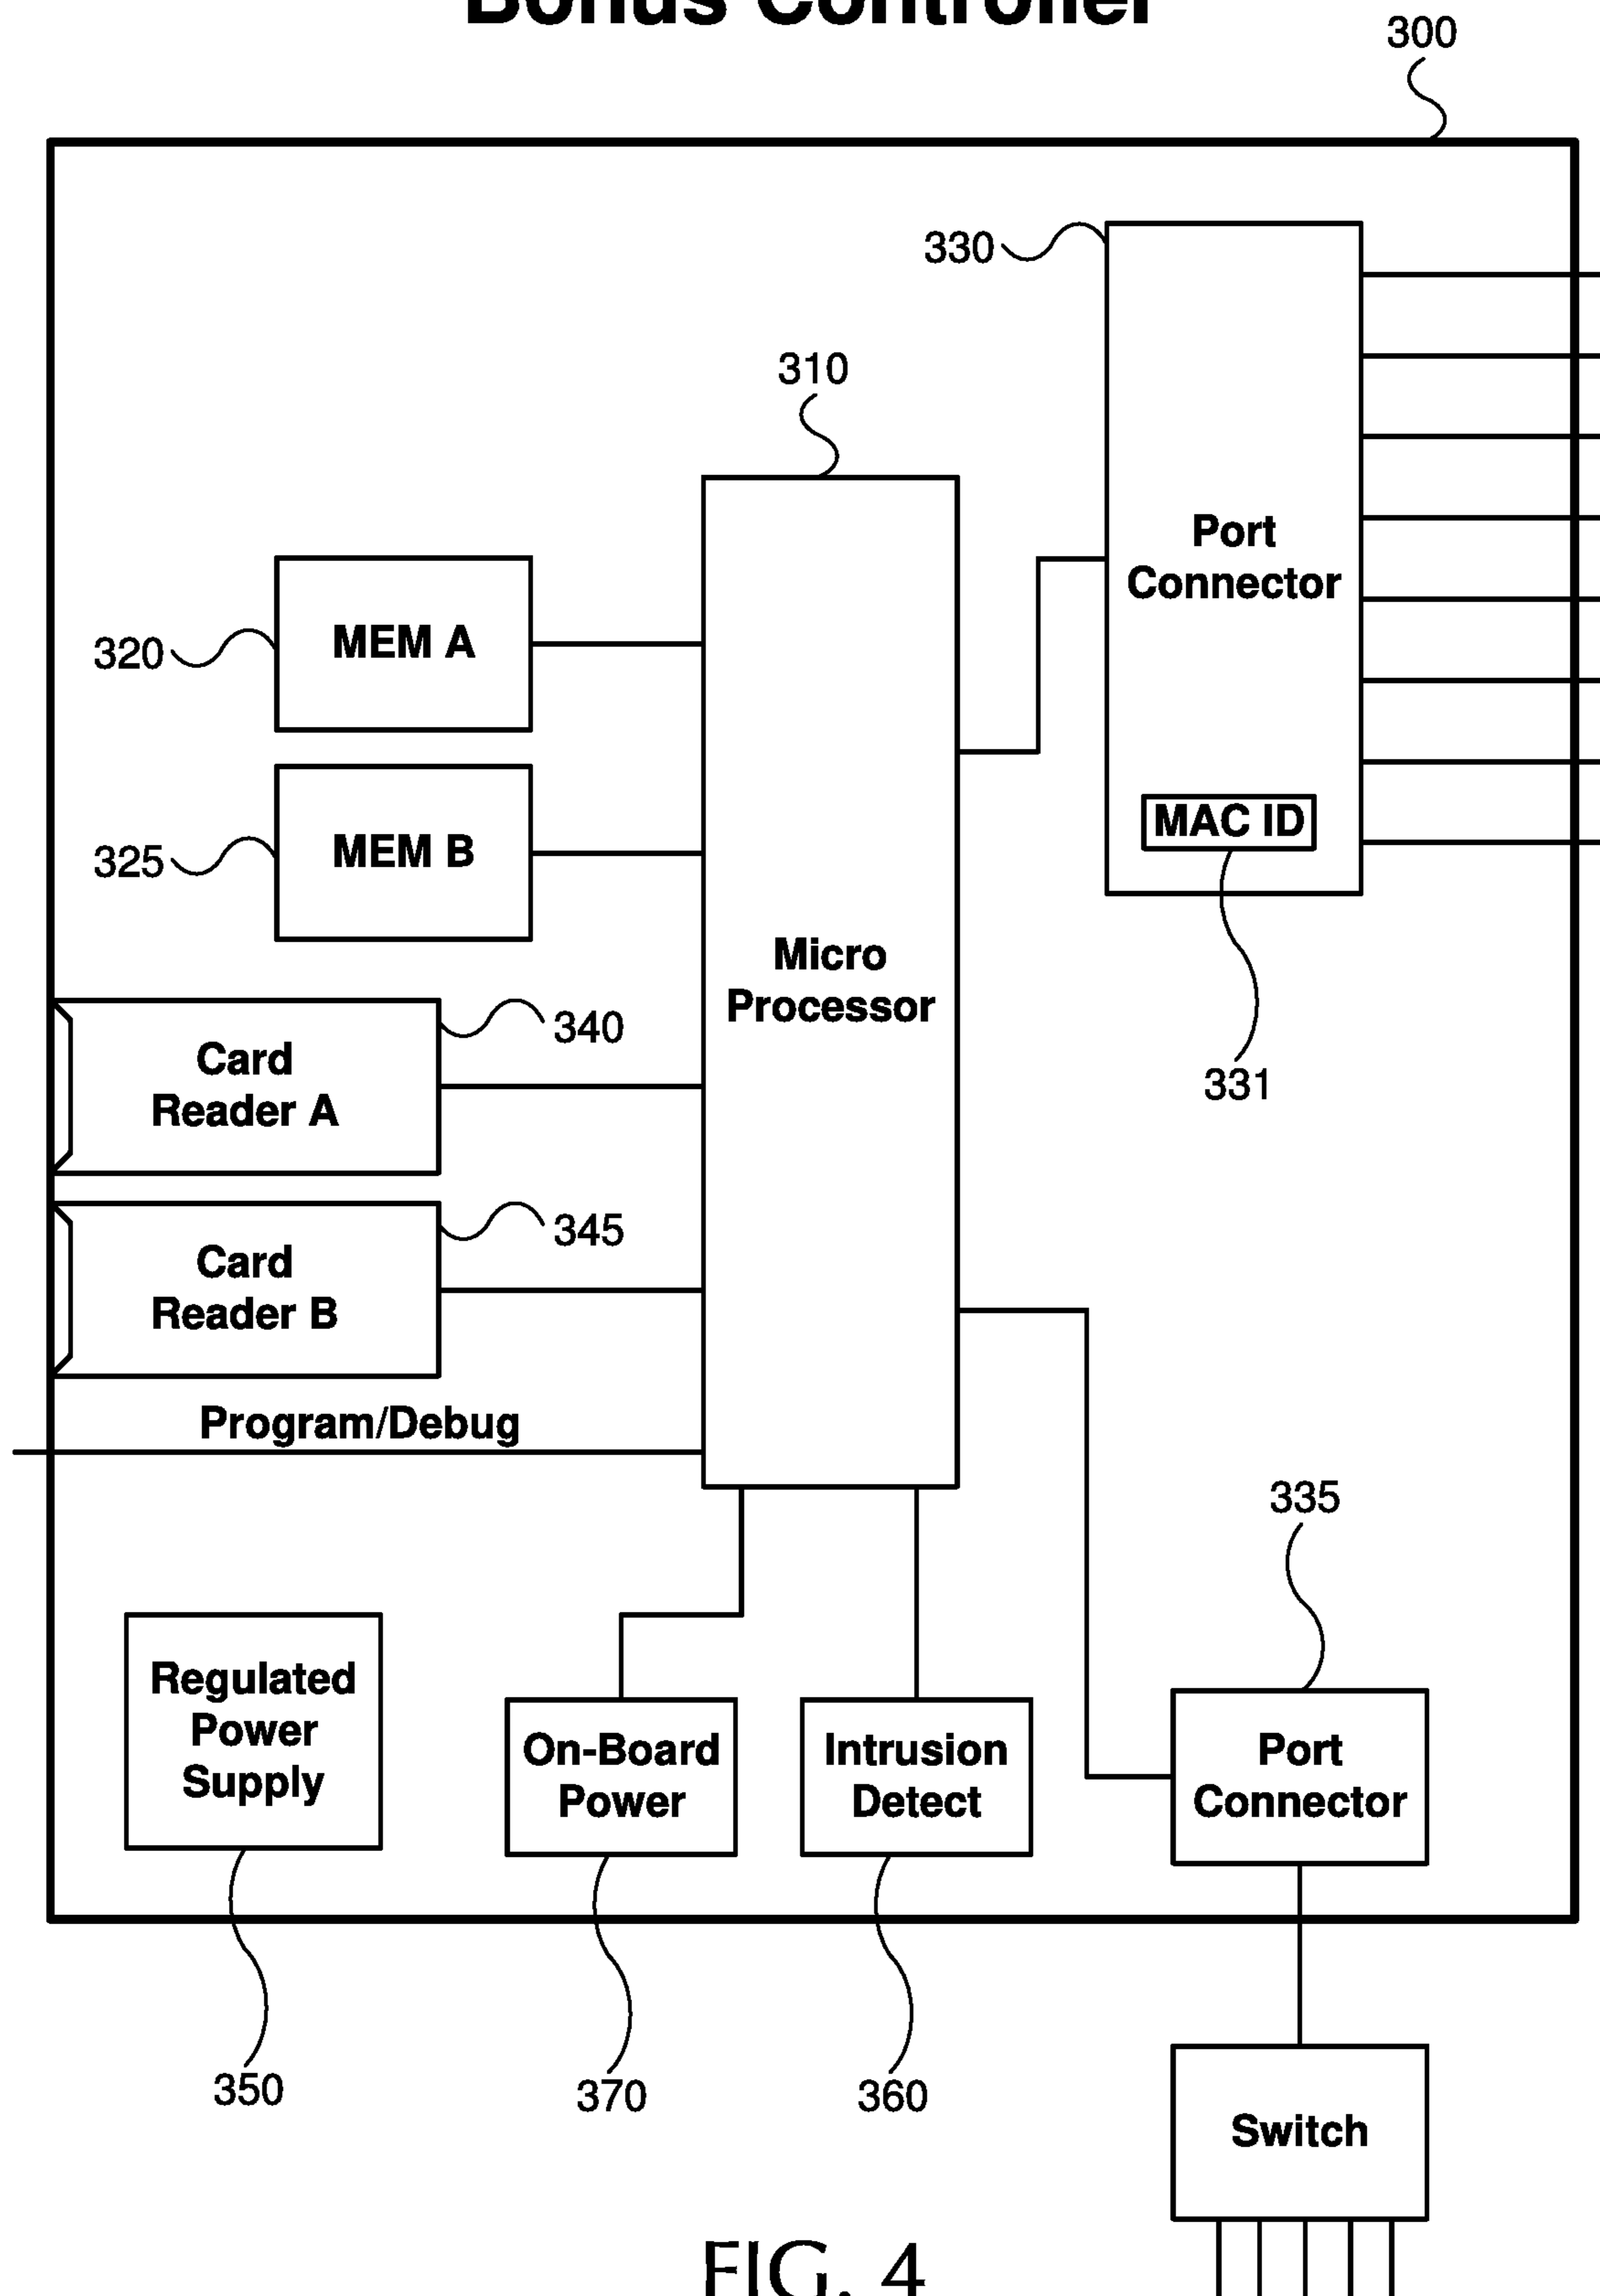 Bonus Controller
300
330
310
Port
Connector
MEM A
320
MAC ID
MEM B
325
Micro
Processor
340
Card
Reader A
331
345
Card
Reader B
Program/Debug
335
Regulated
Power
Supply
On-Board
Power
Intrusion
Detect
Port
Connector
350
370
360
Switch
FIG. 4